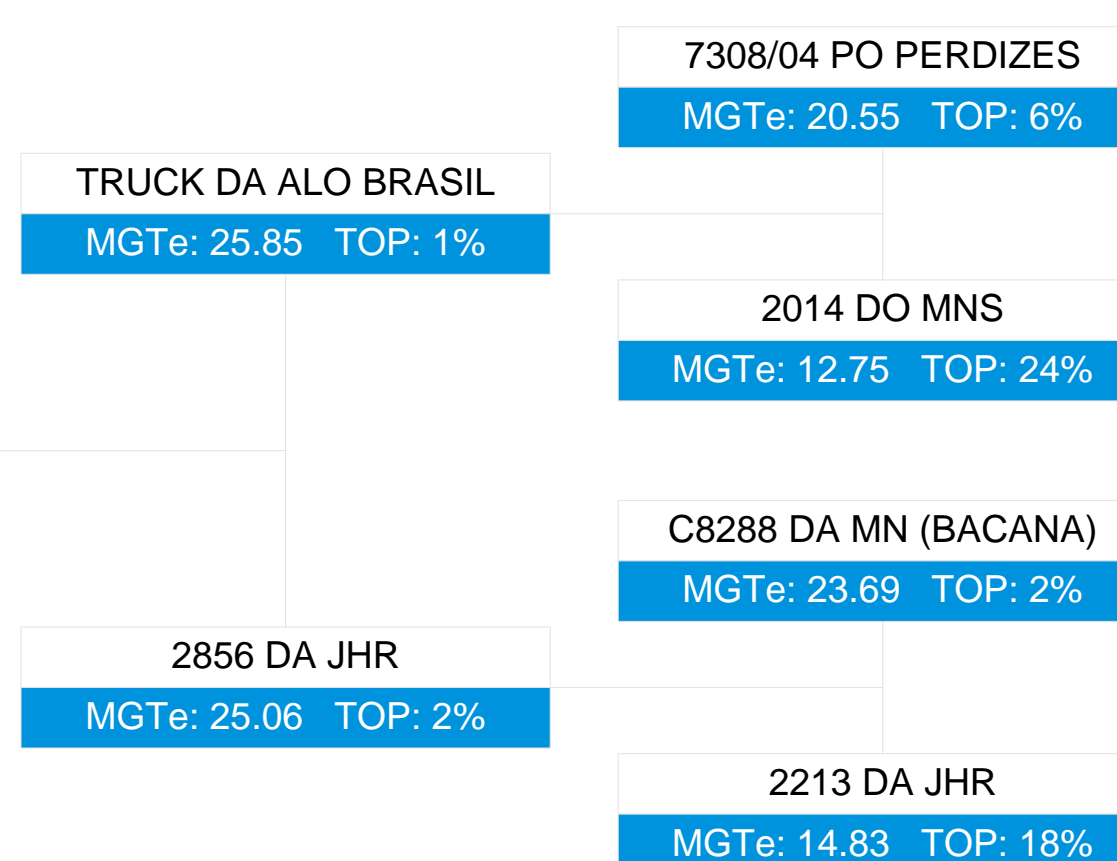 7308/04 PO PERDIZES
MGTe: 20.55 TOP: 6%
TRUCK DA ALO BRASIL
MGTe: 25.85 TOP: 1%
2014 DO MNS
MGTe: 12.75 TOP: 24%
C8288 DA MN (BACANA)
MGTe: 23.69 TOP: 2%
2856 DA JHR
MGTe: 25.06 TOP: 2%
2213 DA JHR
MGTe: 14.83 TOP: 18%